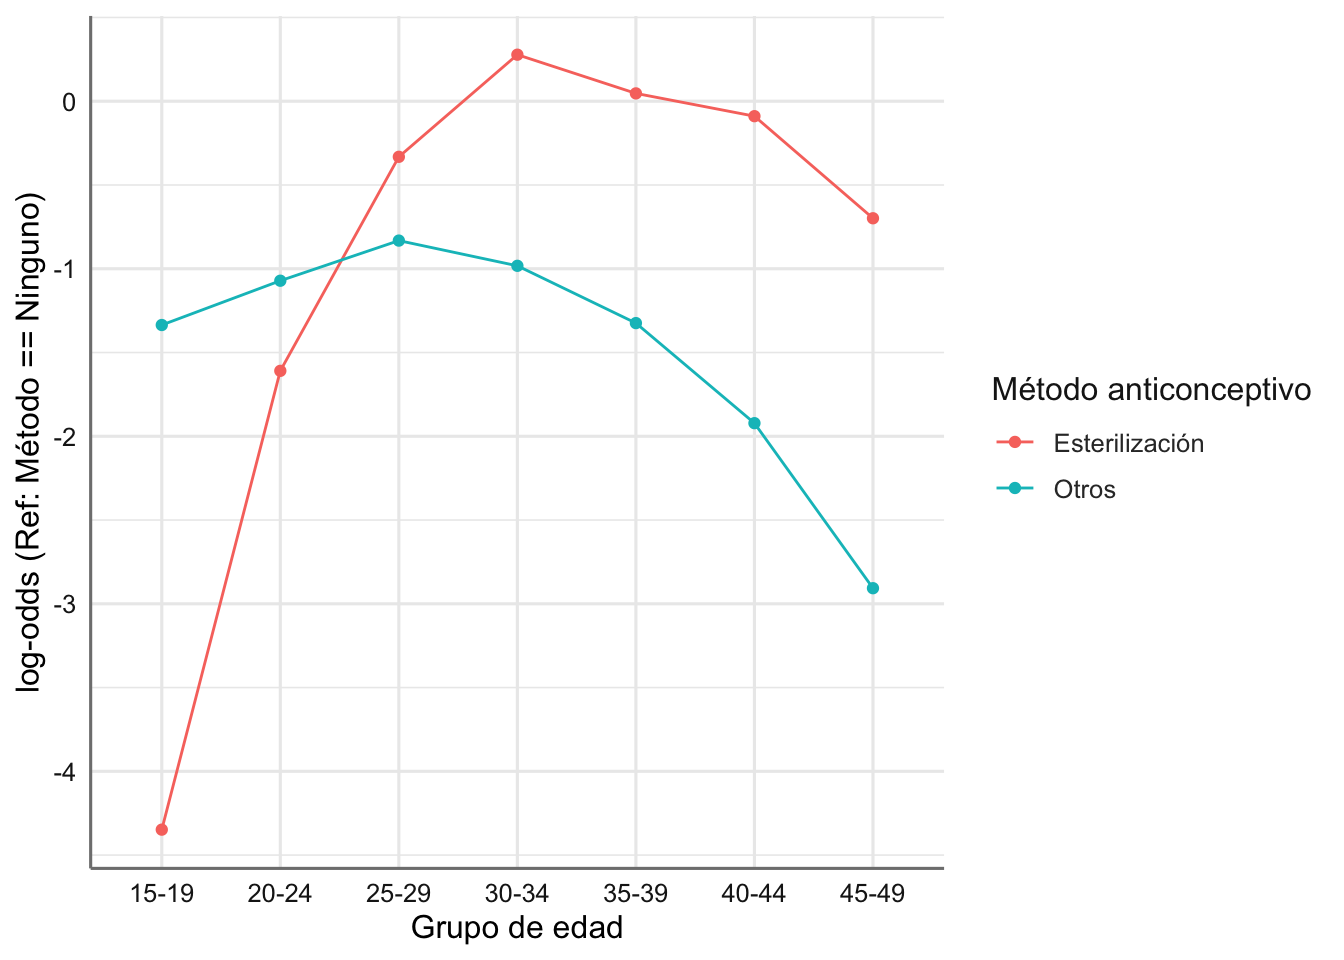 log-odds (Ref: Método == Ninguno)
0
-1
-2
-3
-4
15-19 20-24 25-29 30-34 35-39 40-44 45-49
Grupo de edad
Método anticonceptivo
Esterilización
Otros